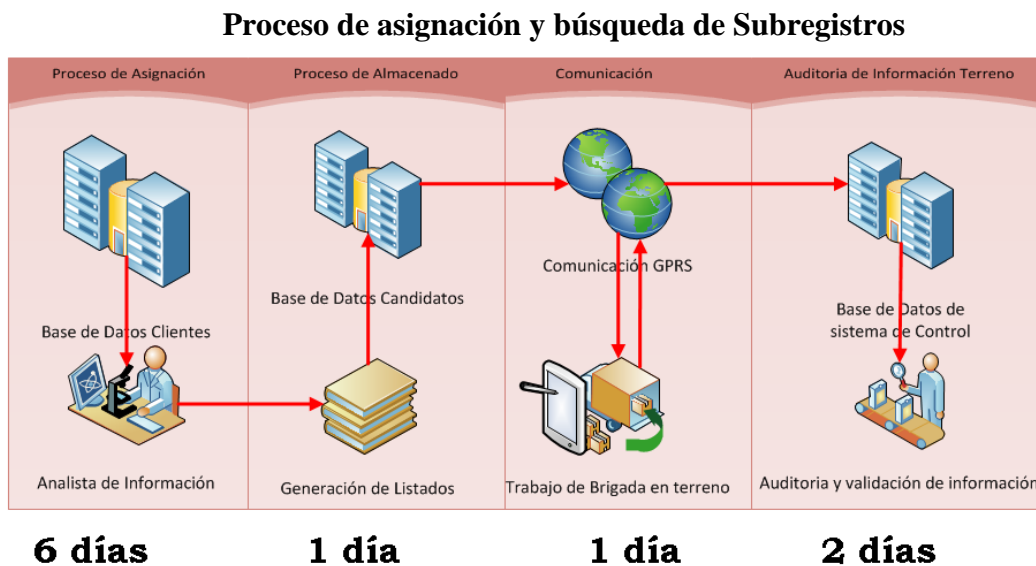 Proceso de asignación y búsqueda de Subregistros
Proceso de Asignación
Proceso de Almacenado
Comunicación
Auditoria de Información Terreno
Base de Datos Clientes
Analista de Información
Base de Datos Candidatos
Generación de Listados
Comunicación GPRS
Trabajo de Brigada en terreno
Base de Datos de
sistema de Control
Auditoria y validación de información
6 días
1 día
1 día
2 días